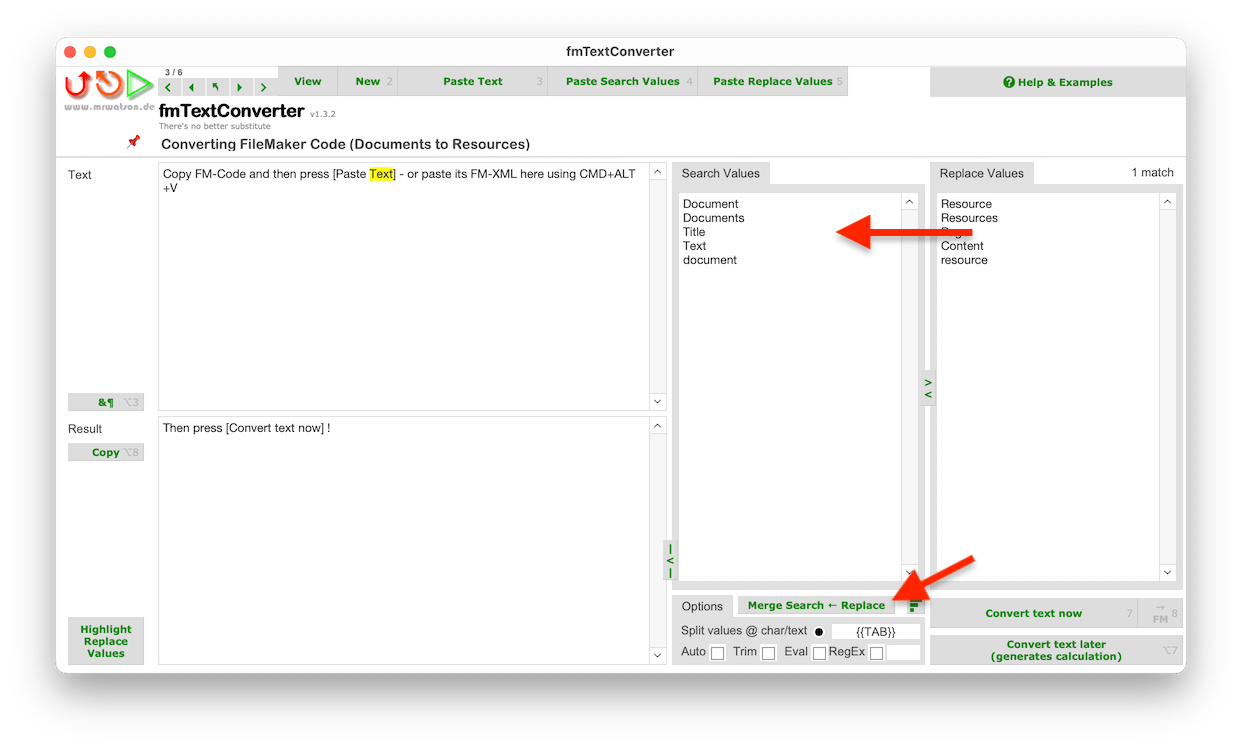 fmTextConverter
3 / 6
View
New 2
Paste Text 3
Paste Search Values 4
Paste Replace Values 5
Help & Examples
www.mrwatson.de
fmTextConverter v1.3.2
There's no better substitute
Converting FileMaker Code (Documents to Resources)
Text
Copy FM-Code and then press [Paste Text] - or paste its FM-XML here using CMD+ALT
+V
&¶ ⌥3
Result
Copy ⌥8
Then press [Convert text now] !
Highlight
Replace
Values
Search Values
Document
Documents
Title
Text
document
Replace Values
1 match
Resource
Resources
Content
resource
> <
| < |
Options
Merge Search ← Replace
Split values @ char/text
{{TAB}}
Auto
Trim
Eval
RegEx
Convert text now 7
→
FM 8
Convert text later
(generates calculation) ⌥7